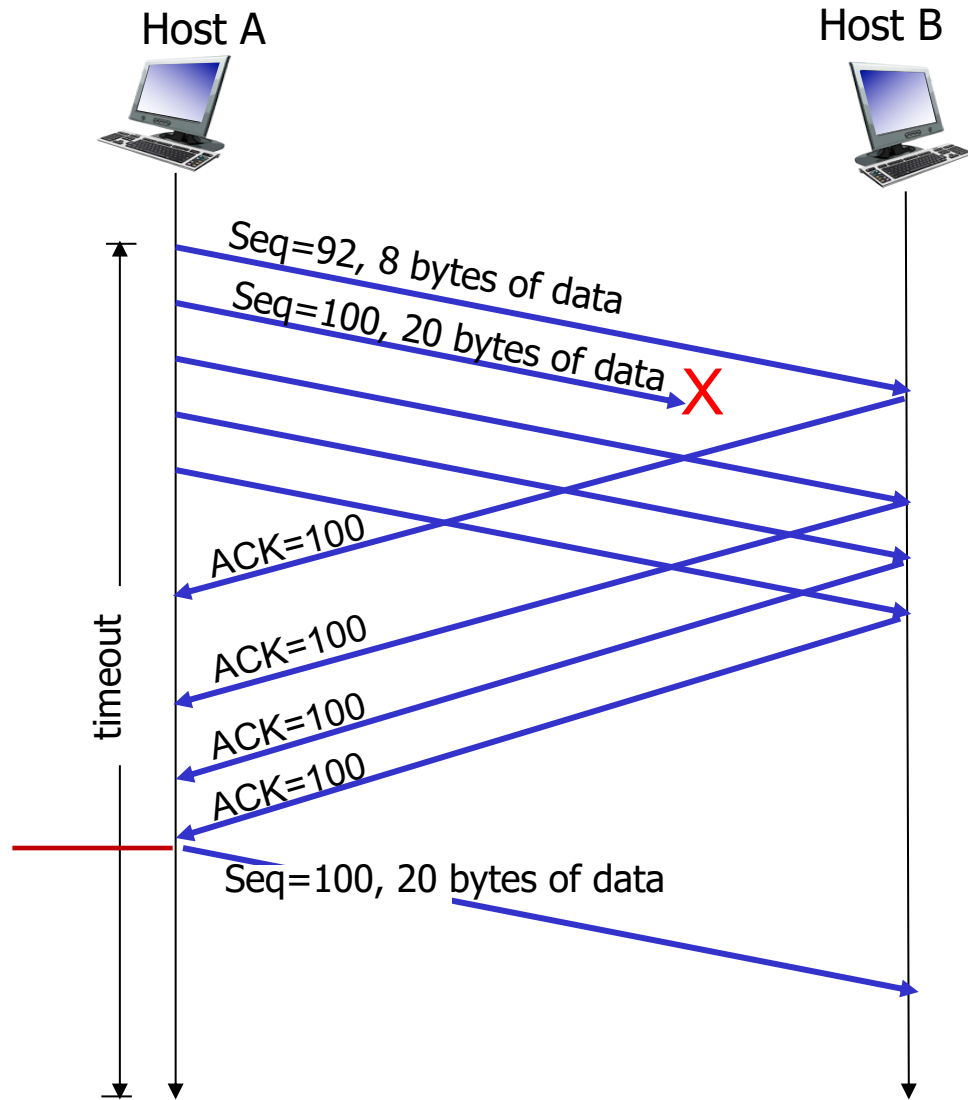 Host A
Host B
Seq=92, 8 bytes of data
Seq=100, 20 bytes of data
X
ACK=100
timeout
ACK=100
ACK=100
ACK=100
Seq=100, 20 bytes of data